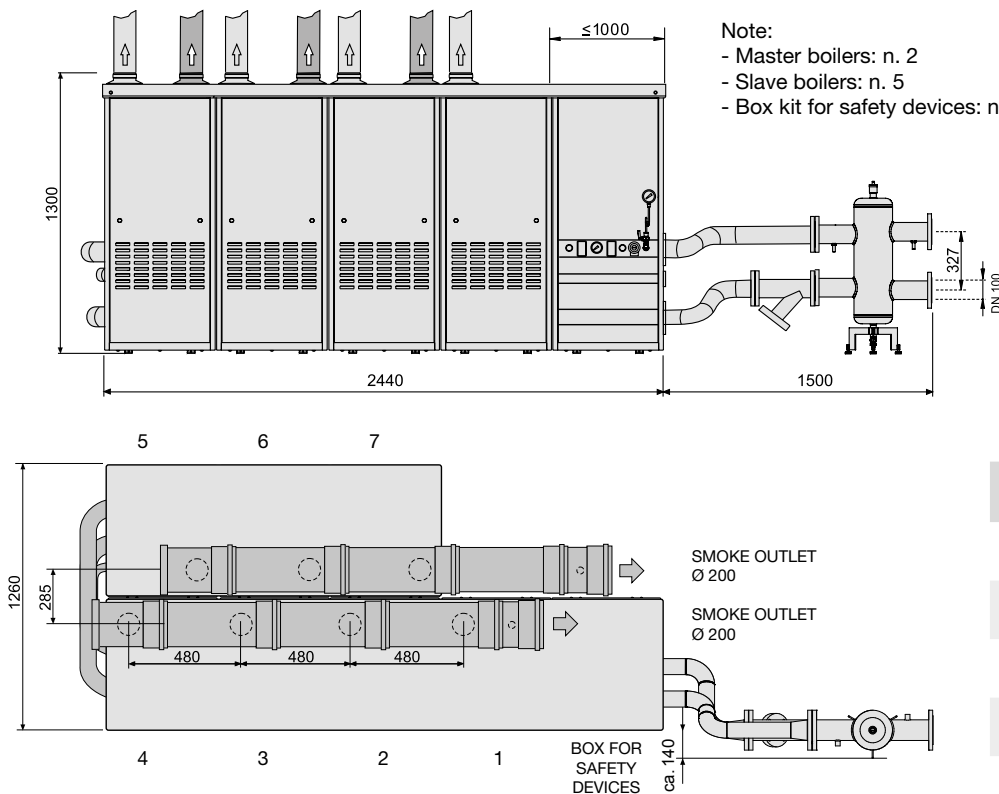 ≤1000
Note:
- Master boilers: n. 2
- Slave boilers: n. 5
- Box kit for safety devices: n
1300
327
DN 100
2440
1500
5
6
7
1260
285
SMOKE OUTLET
Ø 200
SMOKE OUTLET
Ø 200
480
480
480
4
3
2
1
BOX FOR
SAFETY
DEVICES
ca. 140